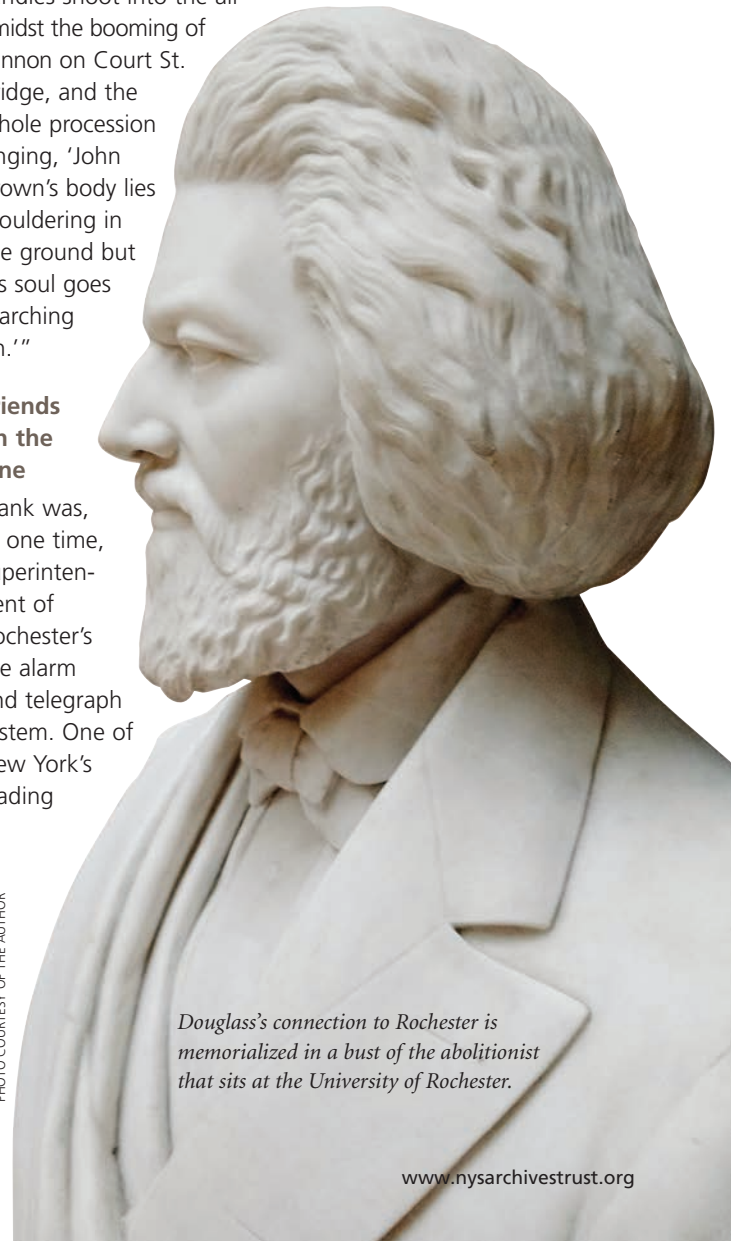 shoot into the air
midst the booming of
nnon on Court St.
idge, and the
hole procession
nging, ‘John
own’s body lies
ouldering in
e ground but
s soul goes
arching
n.’”
iends
n the
ne
ank was,
one time,
uperinten-
ent of
ochester’s
e alarm
nd telegraph
stem. One of
ew York’s
ading
PHOTO COURTESY OF THE AUTHOR
Douglass’s connection to Rochester is
memorialized in a bust of the abolitionist
that sits at the University of Rochester.
www.nysarchivestrust.org